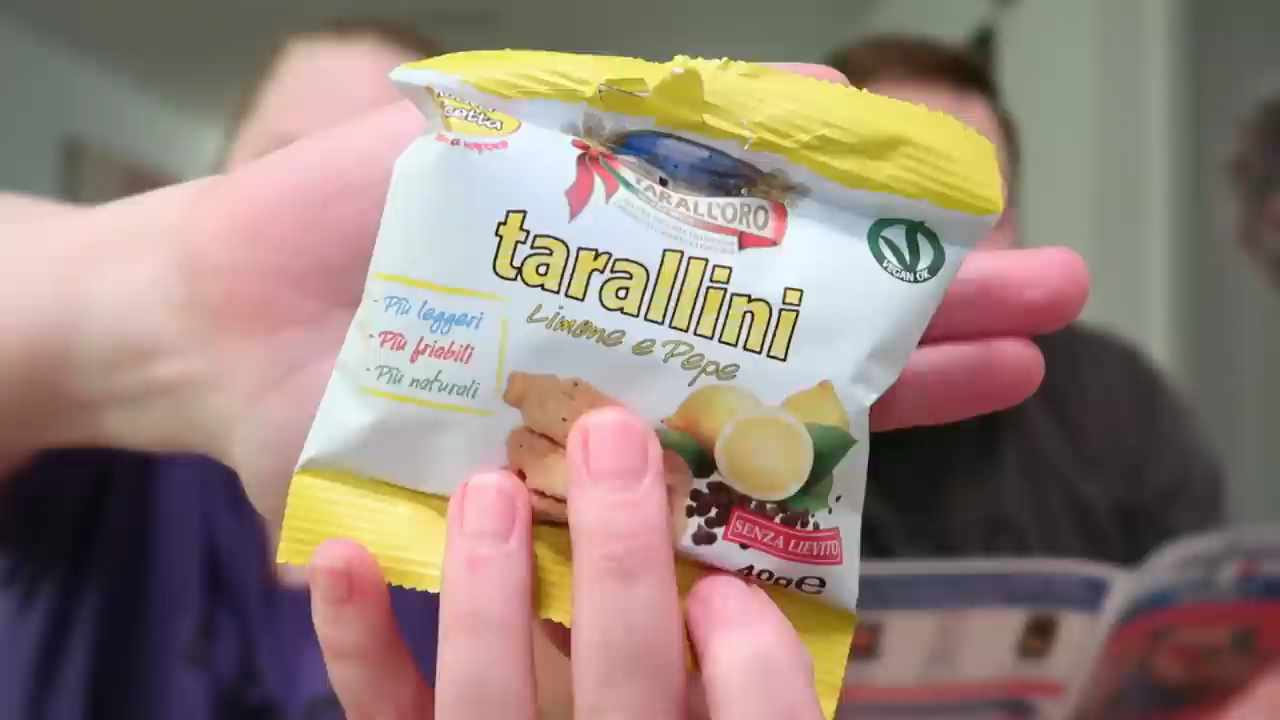 TARALL'ORO
VEGAN OK
tarallini
Limone e Pepe
- Più leggeri
- Più friabili
- Più naturali
SENZA LIEVITO
40g e